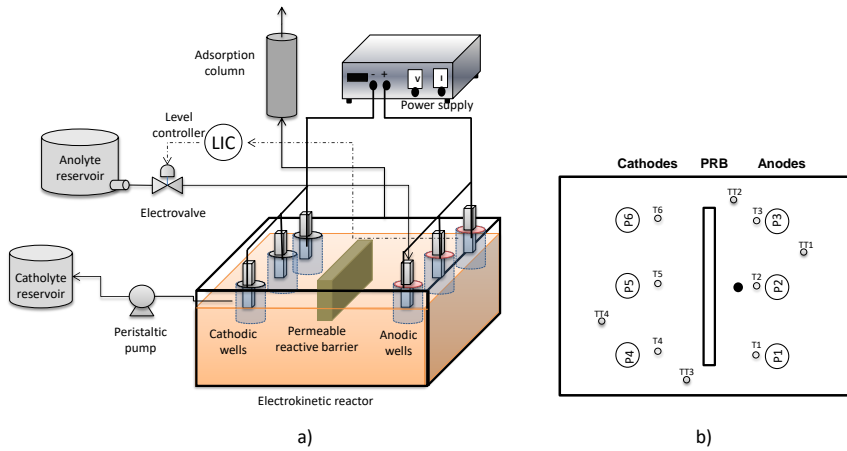 Adsorption
column
- +
V
I
Power supply
Level
controller
LIC
Anolyte
reservoir
Electrovalve
Catholyte
reservoir
Peristaltic
pump
Cathodic
wells
Permeable
reactive barrier
Anodic
wells
Electrokinetic reactor
a)
Cathodes PRB Anodes
TT2
P6 T6 T3 P3
TT1
P5 T5 T2 P2
TT4
P4 T4 T1 P1
TT3
b)